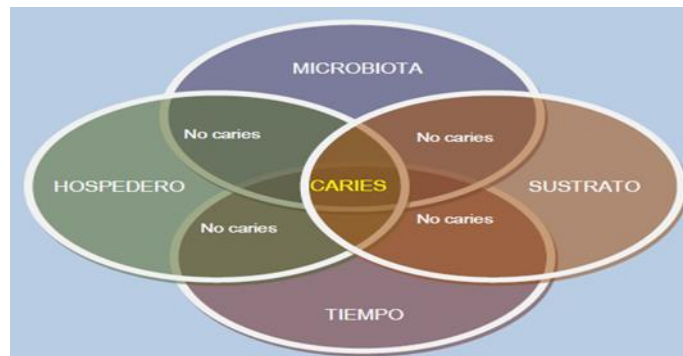 MICROBIOTA
No caries
No caries
HOSPEDERO
CARIES
SUSTRATO
No caries
No caries
TIEMPO